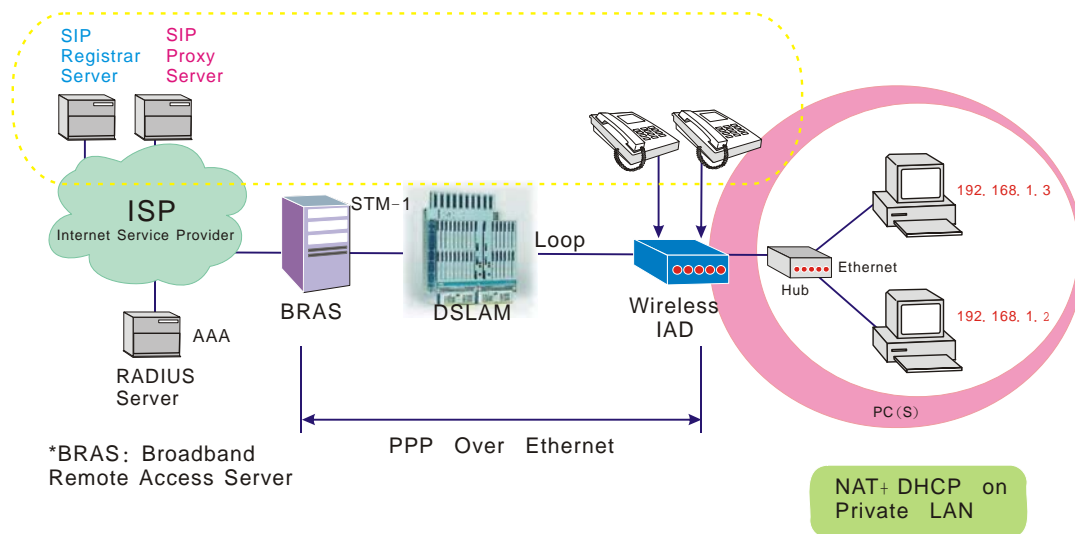 SIP
Registrar
Server
SIP
Proxy
Server
ISP
Internet Service Provider
STM-1
Loop
BRAS
DSLAM
Wireless
IAD
Hub
Ethernet
192. 168. 1. 3
192. 168. 1. 2
PC(S)
AAA
RADIUS
Server
PPP Over Ethernet
*BRAS: Broadband
Remote Access Server
NAT+ DHCP on
Private LAN